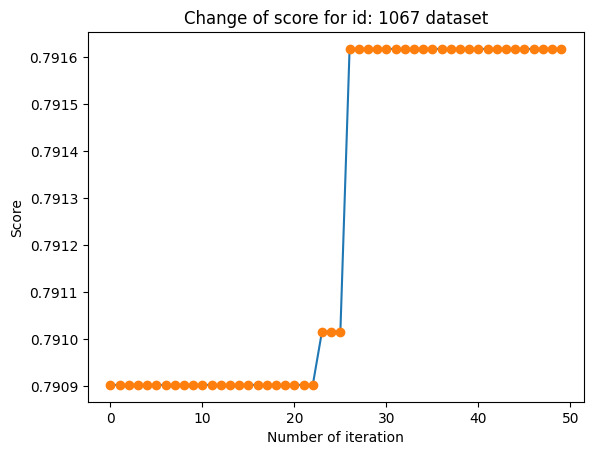 Change of score for id: 1067 dataset
Score
0.7916
0.7915
0.7914
0.7913
0.7912
0.7911
0.7910
0.7909
0 10 20 30 40 50
Number of iteration